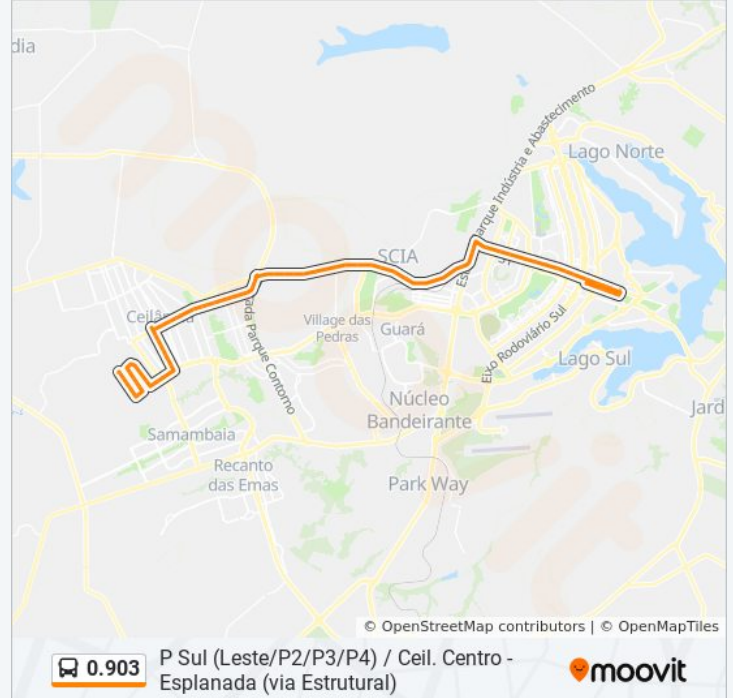 dia
Parque Indústria e Abastecimento
Lago Norte
SCIA
Ceilândia
Village das
Pedras
Guará
Parque Contorno
Eixo Rodoviário Sul
Lago Sul
Núcleo
Bandeirante
Jard
Samambaia
Recanto
das Emas
Park Way
© OpenStreetMap contributors | © OpenMapTiles
0.903
P Sul (Leste/P2/P3/P4) / Ceil. Centro -
Esplanada (via Estrutural)
moovit